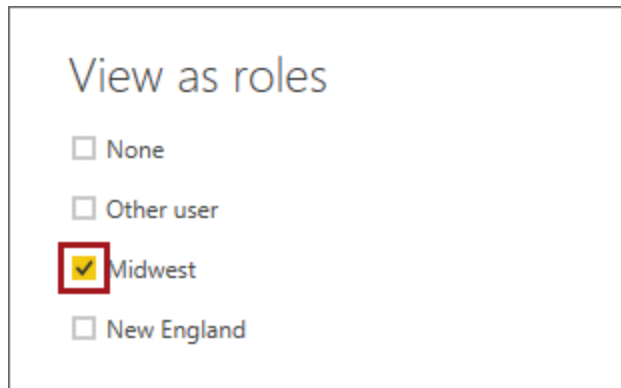 View as roles
None
Other user
Midwest
New England